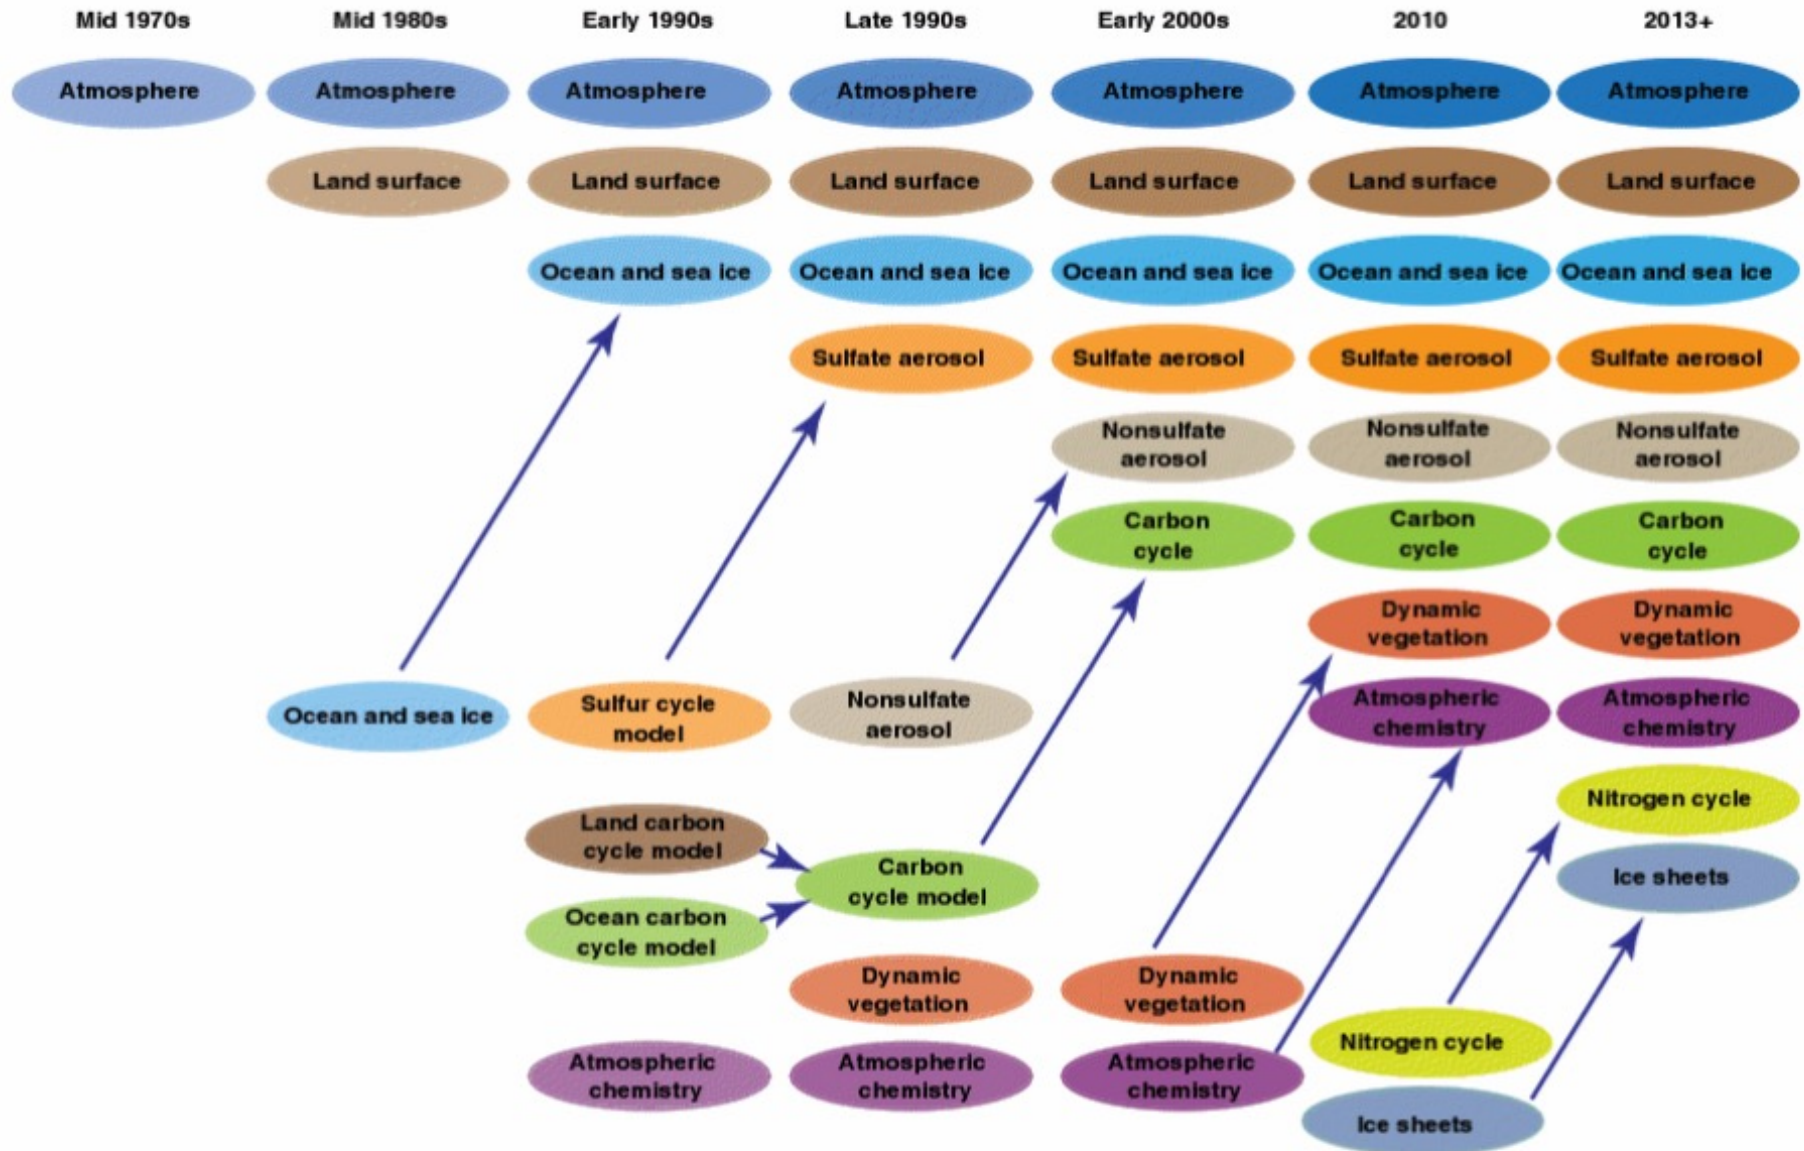 Mid 1970s Mid 1980s Early 1990s Late 1990s Early 2000s 2010 2013+
Atmosphere Atmosphere Atmosphere Atmosphere Atmosphere Atmosphere Atmosphere
Land surface Land surface Land surface Land surface Land surface Land surface
Ocean and sea ice Ocean and sea ice Ocean and sea ice Ocean and sea ice Ocean and sea ice
Sulfate aerosol Sulfate aerosol Sulfate aerosol Sulfate aerosol
Nonsulfate Nonsulfate Nonsulfate
aerosol aerosol aerosol
Carbon Carbon Carbon
cycle cycle cycle
Dynamic Dynamic
vegetation vegetation
Atmospheric Atmospheric
chemistry chemistry
Ocean and sea ice
Sulfur cycle
model
Nonsulfate
aerosol
Nitrogen cycle
Land carbon
cycle model
Carbon
cycle model
Ice sheets
Ocean carbon
cycle model
Dynamic Dynamic
vegetation vegetation
Nitrogen cycle
Atmospheric Atmospheric Atmospheric
chemistry chemistry chemistry
Ice sheets